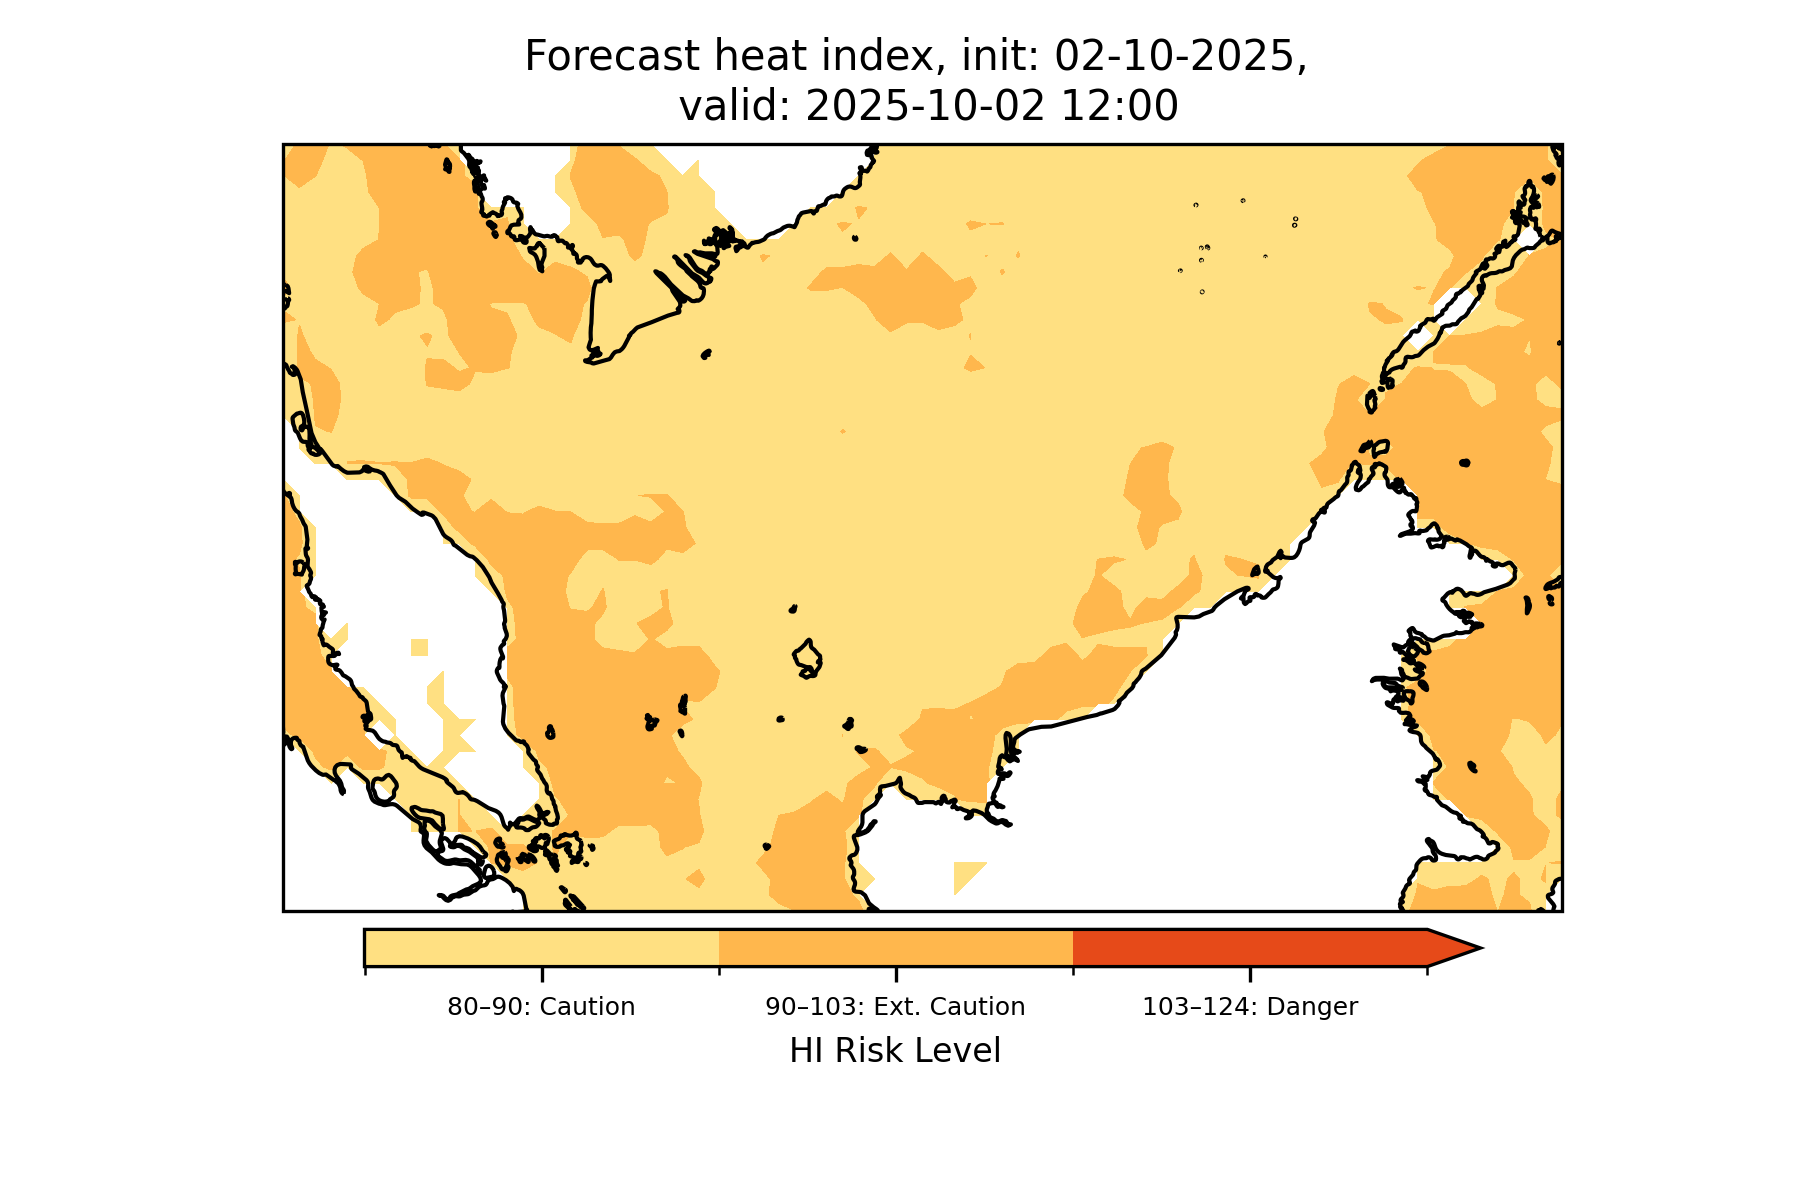 Forecast heat index, init: 02-10-2025,
valid: 2025-10-02 12:00
80–90: Caution
90–103: Ext. Caution
103–124: Danger
HI Risk Level